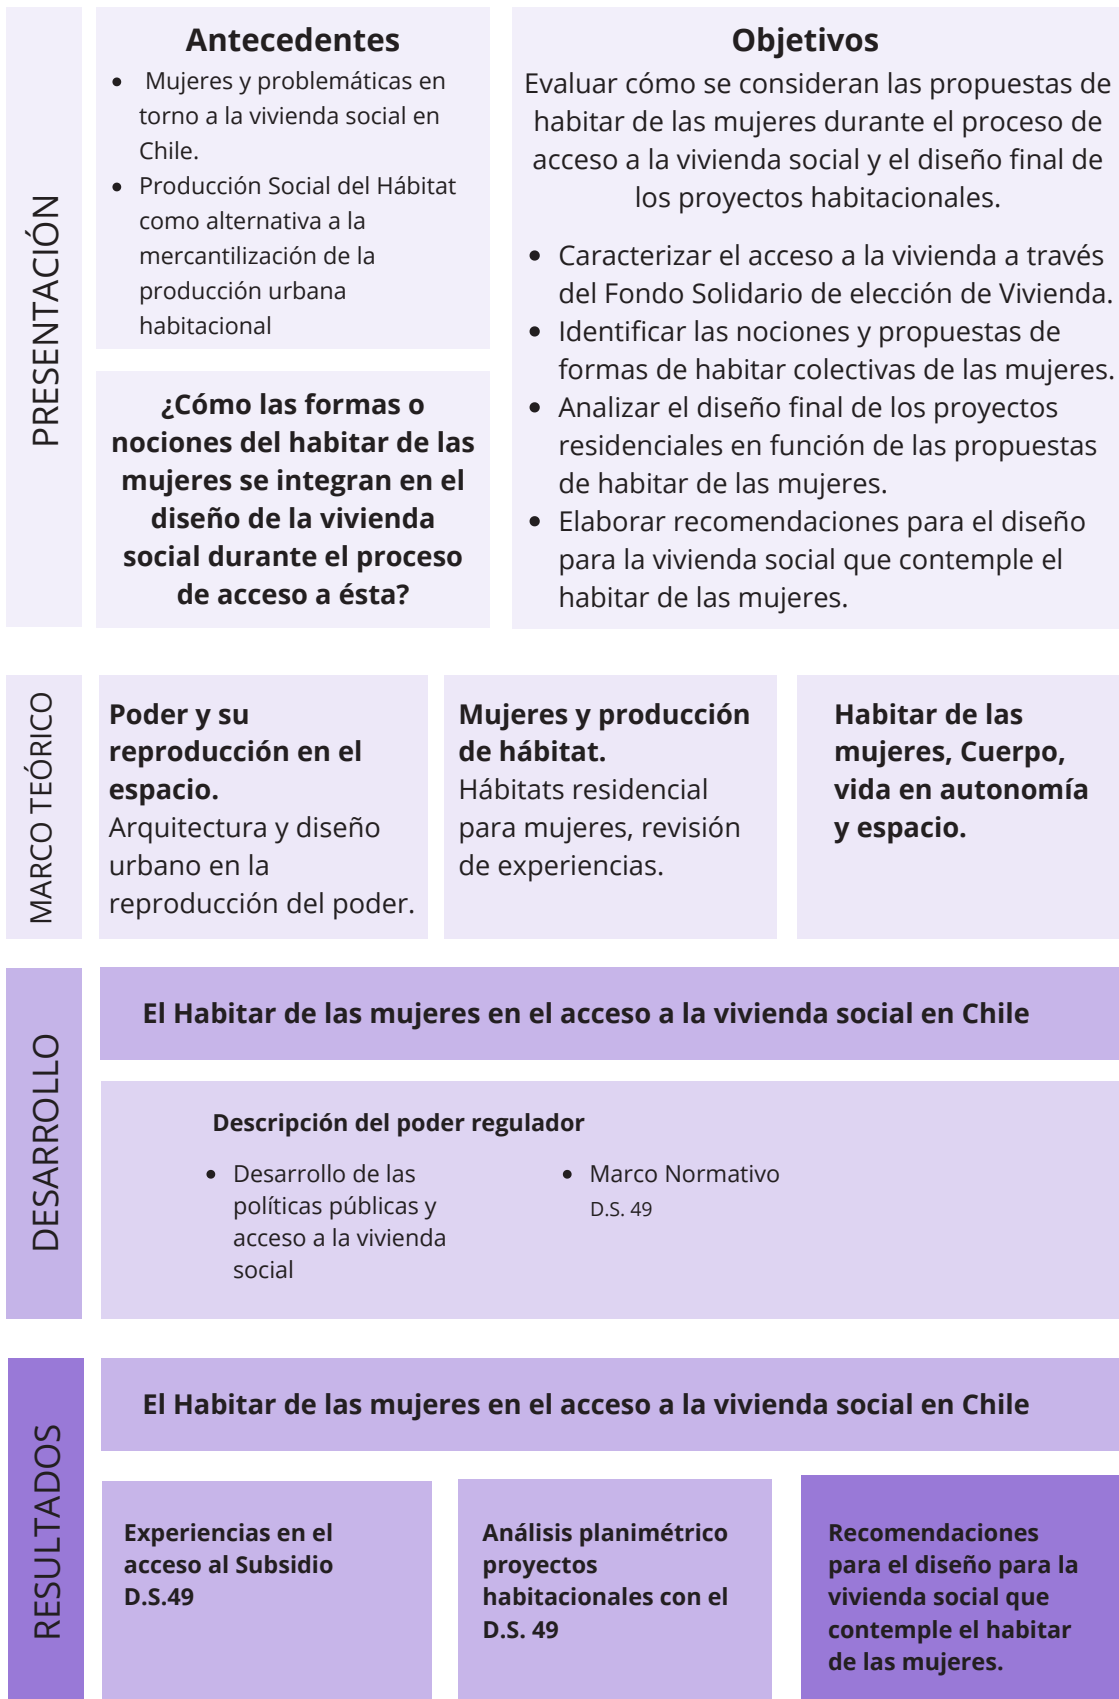 PRESENTACIÓN
Antecedentes
• Mujeres y problemáticas en
torno a la vivienda social en
Chile.
• Producción Social del Hábitat
como alternativa a la
mercantilización de la
producción urbana
habitacional
¿Cómo las formas o
nociones del habitar de las
mujeres se integran en el
diseño de la vivienda
social durante el proceso
de acceso a ésta?
Objetivos
Evaluar cómo se consideran las propuestas de
habitar de las mujeres durante el proceso de
acceso a la vivienda social y el diseño final de
los proyectos habitacionales.
• Caracterizar el acceso a la vivienda a través
del Fondo Solidario de elección de Vivienda.
• Identificar las nociones y propuestas de
formas de habitar colectivas de las mujeres.
• Analizar el diseño final de los proyectos
residenciales en función de las propuestas
de habitar de las mujeres.
• Elaborar recomendaciones para el diseño
para la vivienda social que contemple el
habitar de las mujeres.
MARCO TEÓRICO
Poder y su
reproducción en el
espacio.
Arquitectura y diseño
urbano en la
reproducción del poder.
Mujeres y producción
de hábitat.
Hábitats residencial
para mujeres, revisión
de experiencias.
Habitar de las
mujeres, Cuerpo,
vida en autonomía
y espacio.
DESARROLLO
El Habitar de las mujeres en el acceso a la vivienda social en Chile
Descripción del poder regulador
• Desarrollo de las
políticas públicas y
acceso a la vivienda
social
• Marco Normativo
D.S. 49
RESULTADOS
El Habitar de las mujeres en el acceso a la vivienda social en Chile
Experiencias en el
acceso al Subsidio
D.S.49
Análisis planimétrico
proyectos
habitacionales con el
D.S. 49
Recomendaciones
para el diseño para la
vivienda social que
contemple el habitar
de las mujeres.